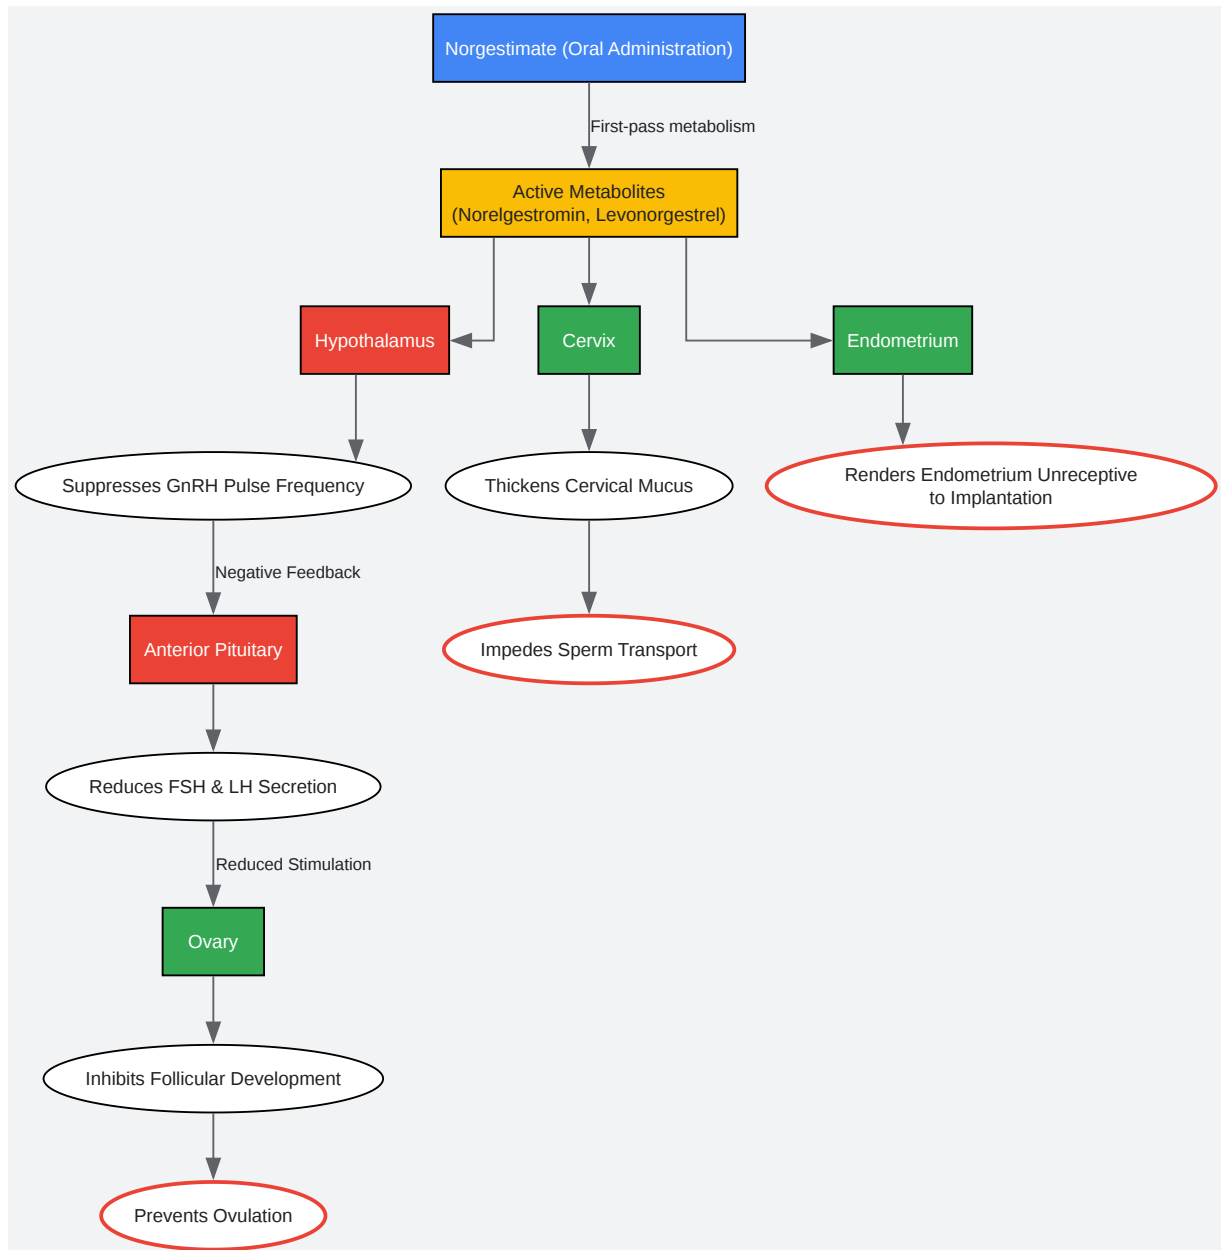 Norgestimate (Oral Administration)
First-pass metabolism
Active Metabolites
(Norelgestromin, Levonorgestrel)
Hypothalamus
Cervix
Endometrium
Suppresses GnRH Pulse Frequency
Thickens Cervical Mucus
Renders Endometrium Unreceptive
to Implantation
Negative Feedback
Anterior Pituitary
Impedes Sperm Transport
Reduces FSH & LH Secretion
Reduced Stimulation
Ovary
Inhibits Follicular Development
Prevents Ovulation